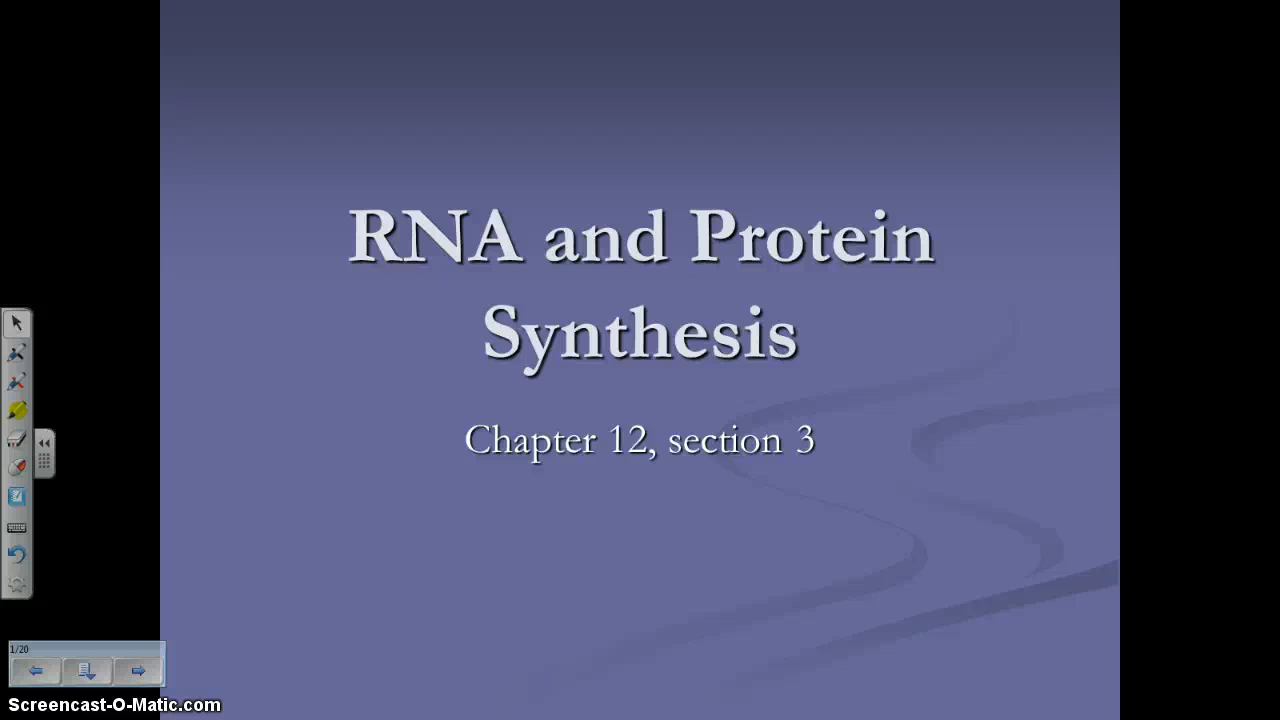 RNA and Protein
Synthesis
Chapter 12, section 3
1/20
Screencast-O-Matic.com